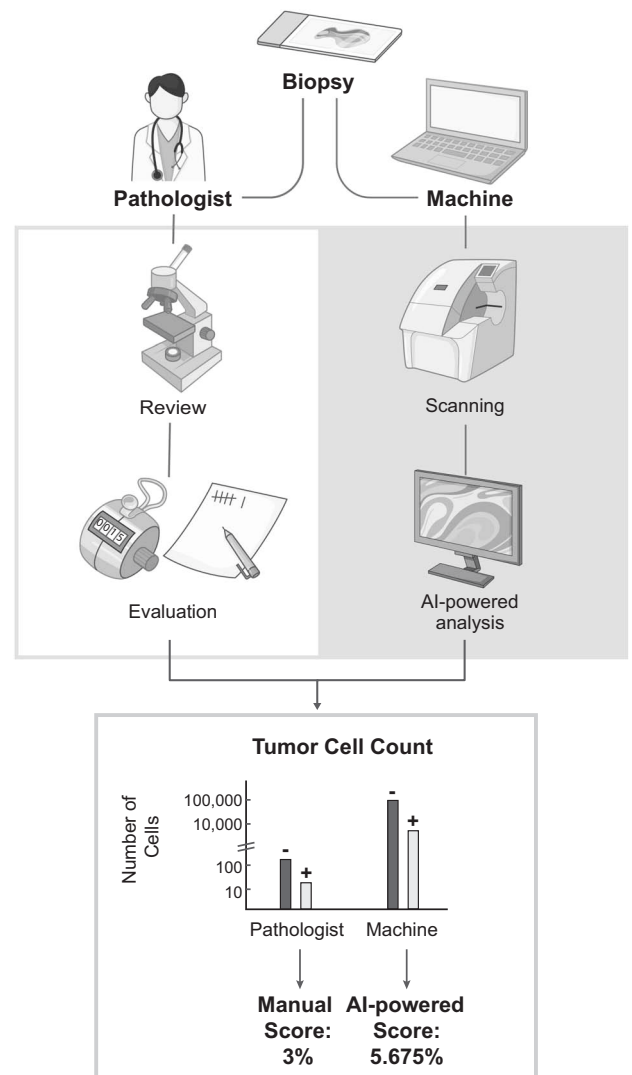 Biopsy
Pathologist
Machine
Review
Scanning
0015
Evaluation
AI-powered
analysis
Tumor Cell Count
Number of
Cells
100,000
10,000
100
10
-
+
-
+
Pathologist
Machine
Manual
Score:
3%
AI-powered
Score:
5.675%